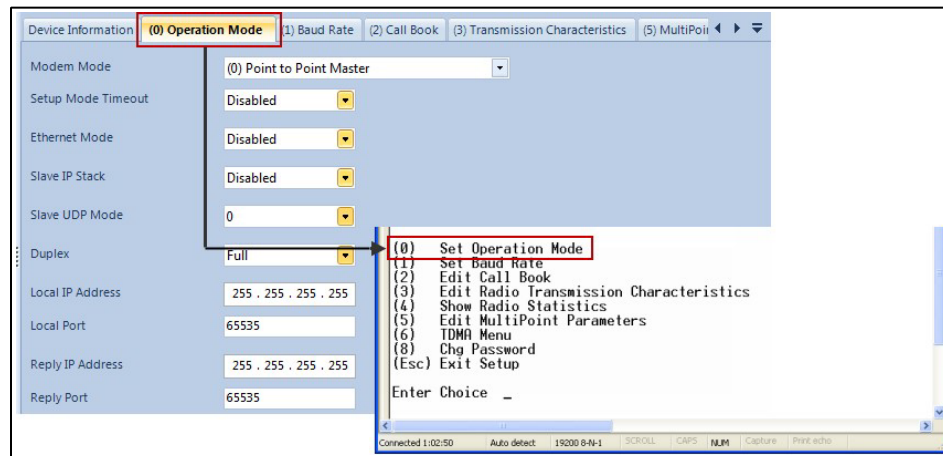 Device Information (0) Operation Mode (1) Baud Rate (2) Call Book (3) Transmission Characteristics (5) MultiPoin
Modem Mode (0) Point to Point Master
Setup Mode Timeout Disabled
Ethernet Mode Disabled
Slave IP Stack Disabled
Slave UDP Mode 0
Duplex Full
Local IP Address 255 . 255 . 255 . 255
Local Port 65535
Reply IP Address 255 . 255 . 255 . 255
Reply Port 65535
(0) Set Operation Mode
(1) Set Baud Rate
(2) Edit Call Book
(3) Edit Radio Transmission Characteristics
(4) Show Radio Statistics
(5) Edit MultiPoint Parameters
(6) TDMA Menu
(8) Chg Password
(Esc) Exit Setup
Enter Choice _
Connected 1:02:50 Auto detect 19200 8-N-1 SCROLL CAPS NUM Capture Print echo